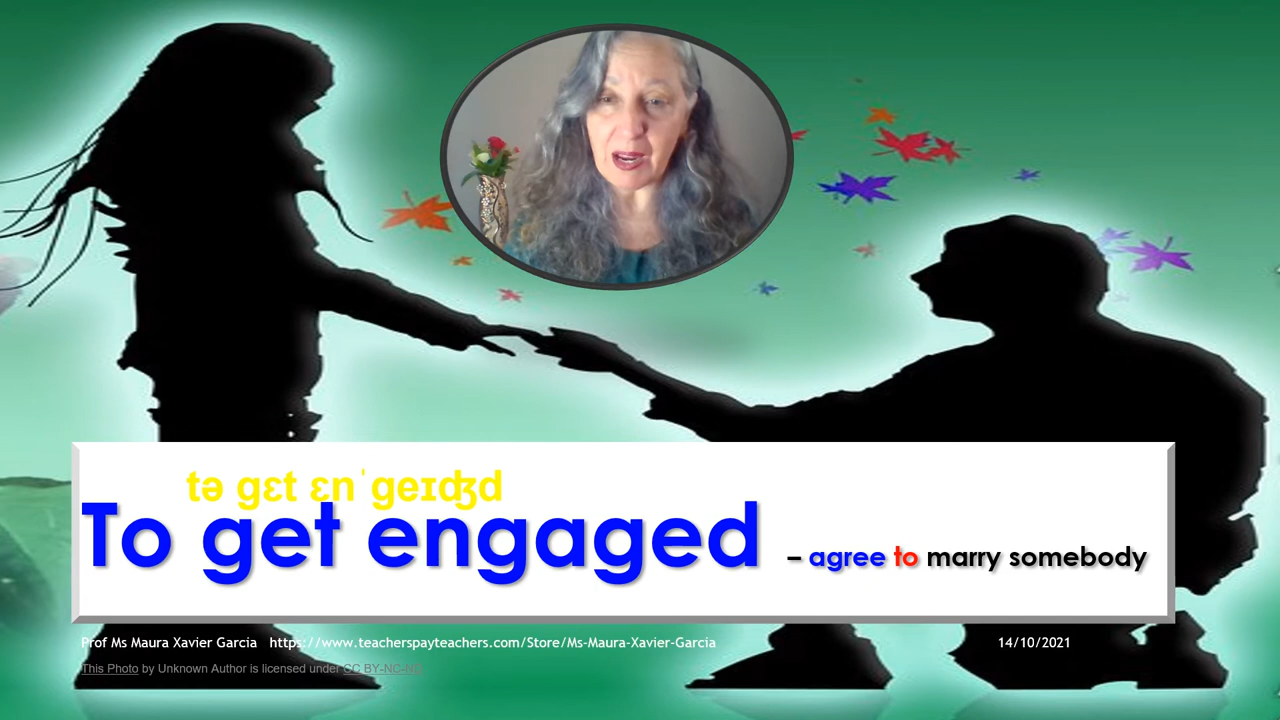 tə gɛt ɛnˈgeɪʤd
To get engaged – agree to marry somebody
Prof Ms Maura Xavier Garcia https://www.teacherspayteachers.com/Store/Ms-Maura-Xavier-Garcia 14/10/2021
This Photo by Unknown Author is licensed under CC BY-NC-ND